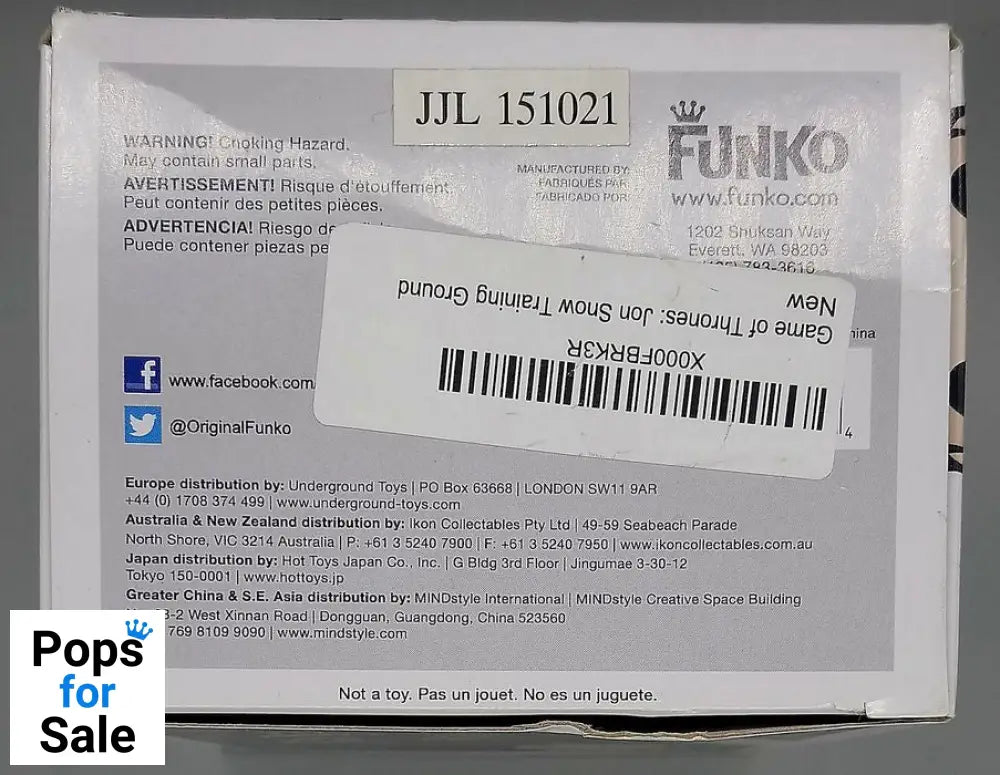 JJL 151021
WARNING! Choking Hazard.
May contain small parts.
AVERTISSEMENT! Risque d'étouffement.
Peut contenir des petites pièces.
ADVERTENCIA! Riesgo de
Puede contener piezas pe
MANUFACTURED BY:
FABRIQUÉS PAR
FABRICADO POR:
FUNKO
www.funko.com
1202 Shuksan Way
Everett, WA 98203
793-3616
Game of Thrones: Jon Snow Training Ground
New
X000FBRK3R
ina
4
www.facebook.com
@OriginalFunko
Europe distribution by: Underground Toys | PO Box 63668 | LONDON SW11 9AR
+44 (0) 1708 374 499 | www.underground-toys.com
Australia & New Zealand distribution by: Ikon Collectables Pty Ltd | 49-59 Seabeach Parade
North Shore, VIC 3214 Australia | P: +61 3 5240 7900 | F: +61 3 5240 7950 | www.ikoncollectables.com.au
Japan distribution by: Hot Toys Japan Co., Inc. | G Bldg 3rd Floor | Jingumae 3-30-12
Tokyo 150-0001 | www.hottoys.jp
Greater China & S.E. Asia distribution by: MINDstyle International | MINDstyle Creative Space Building
-2 West Xinnan Road | Dongguan, Guangdong, China 523560
769 8109 9090 | www.mindstyle.com
Not a toy. Pas un jouet. No es un juguete.
Pops
for
Sale